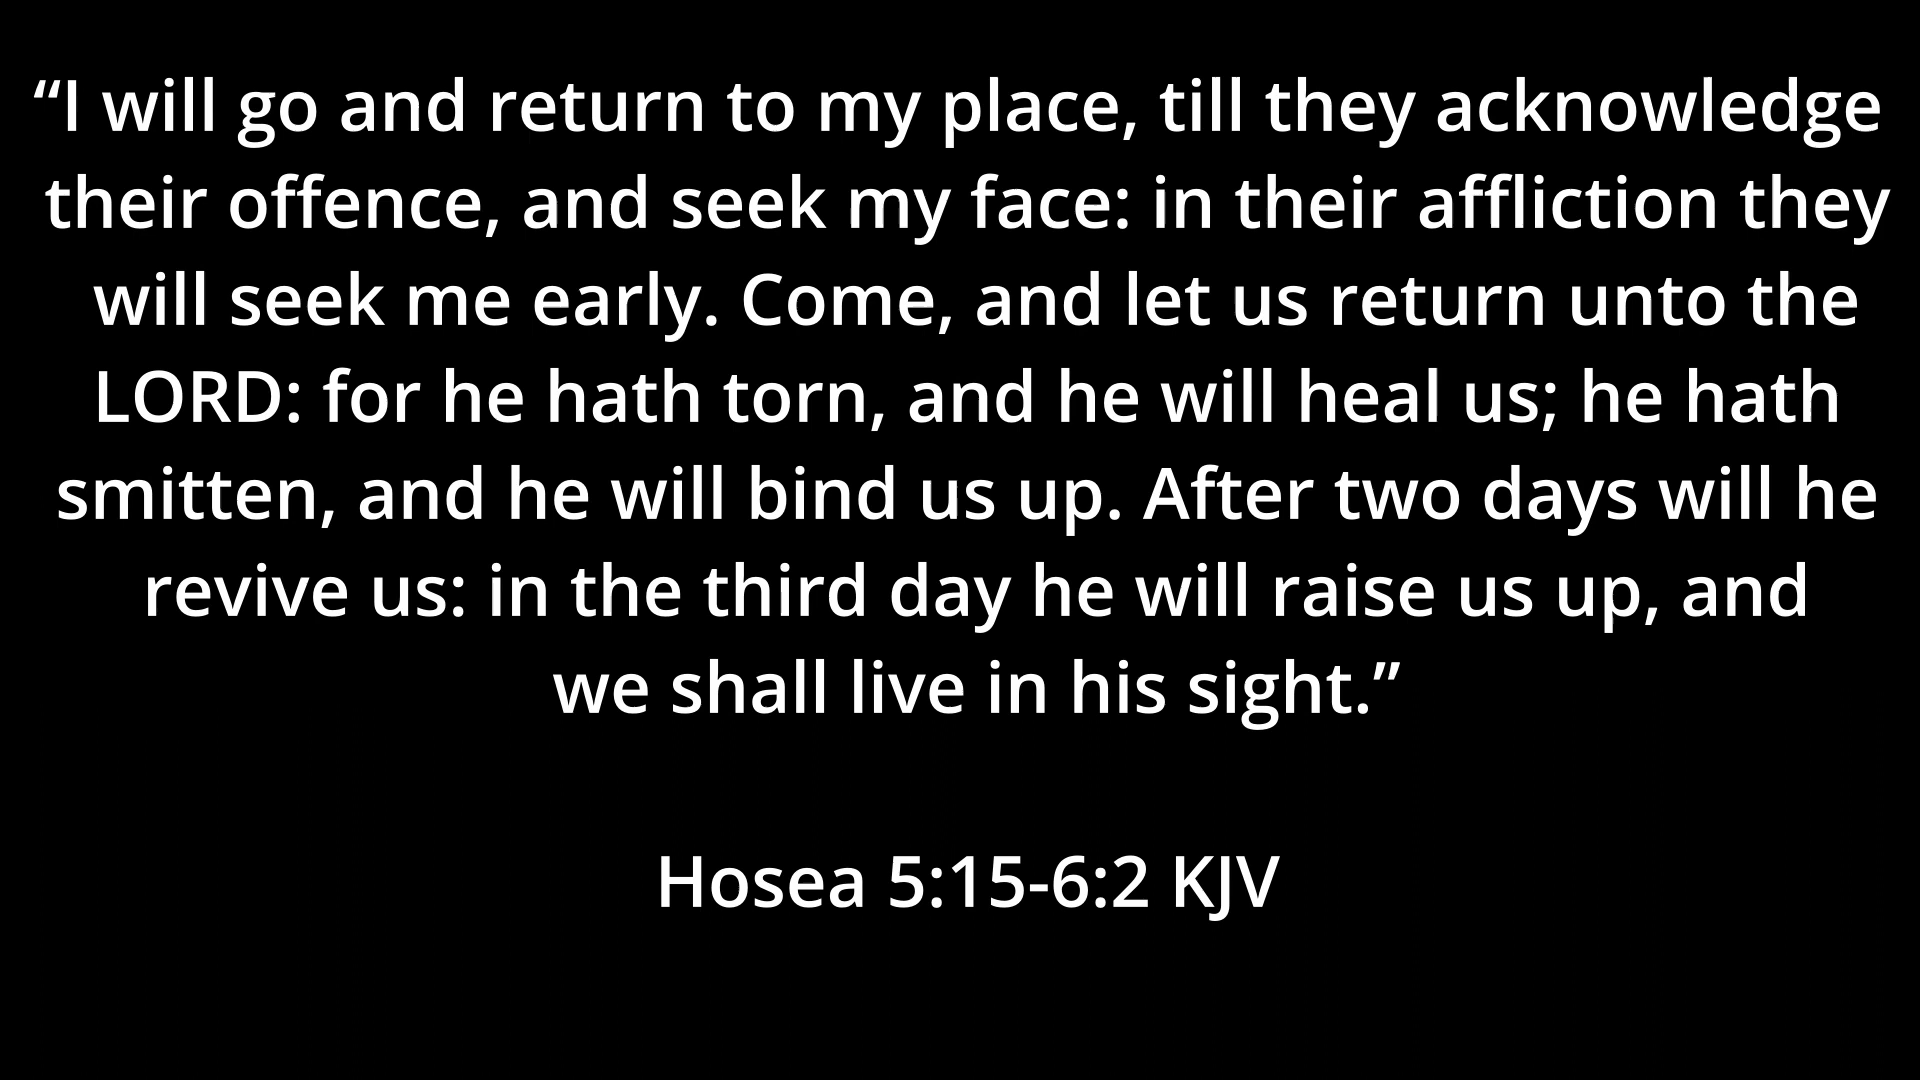 “I will go and return to my place, till they acknowledge
their offence, and seek my face: in their affliction they
will seek me early. Come, and let us return unto the
LORD: for he hath torn, and he will heal us; he hath
smitten, and he will bind us up. After two days will he
revive us: in the third day he will raise us up, and
we shall live in his sight.”
Hosea 5:15-6:2 KJV